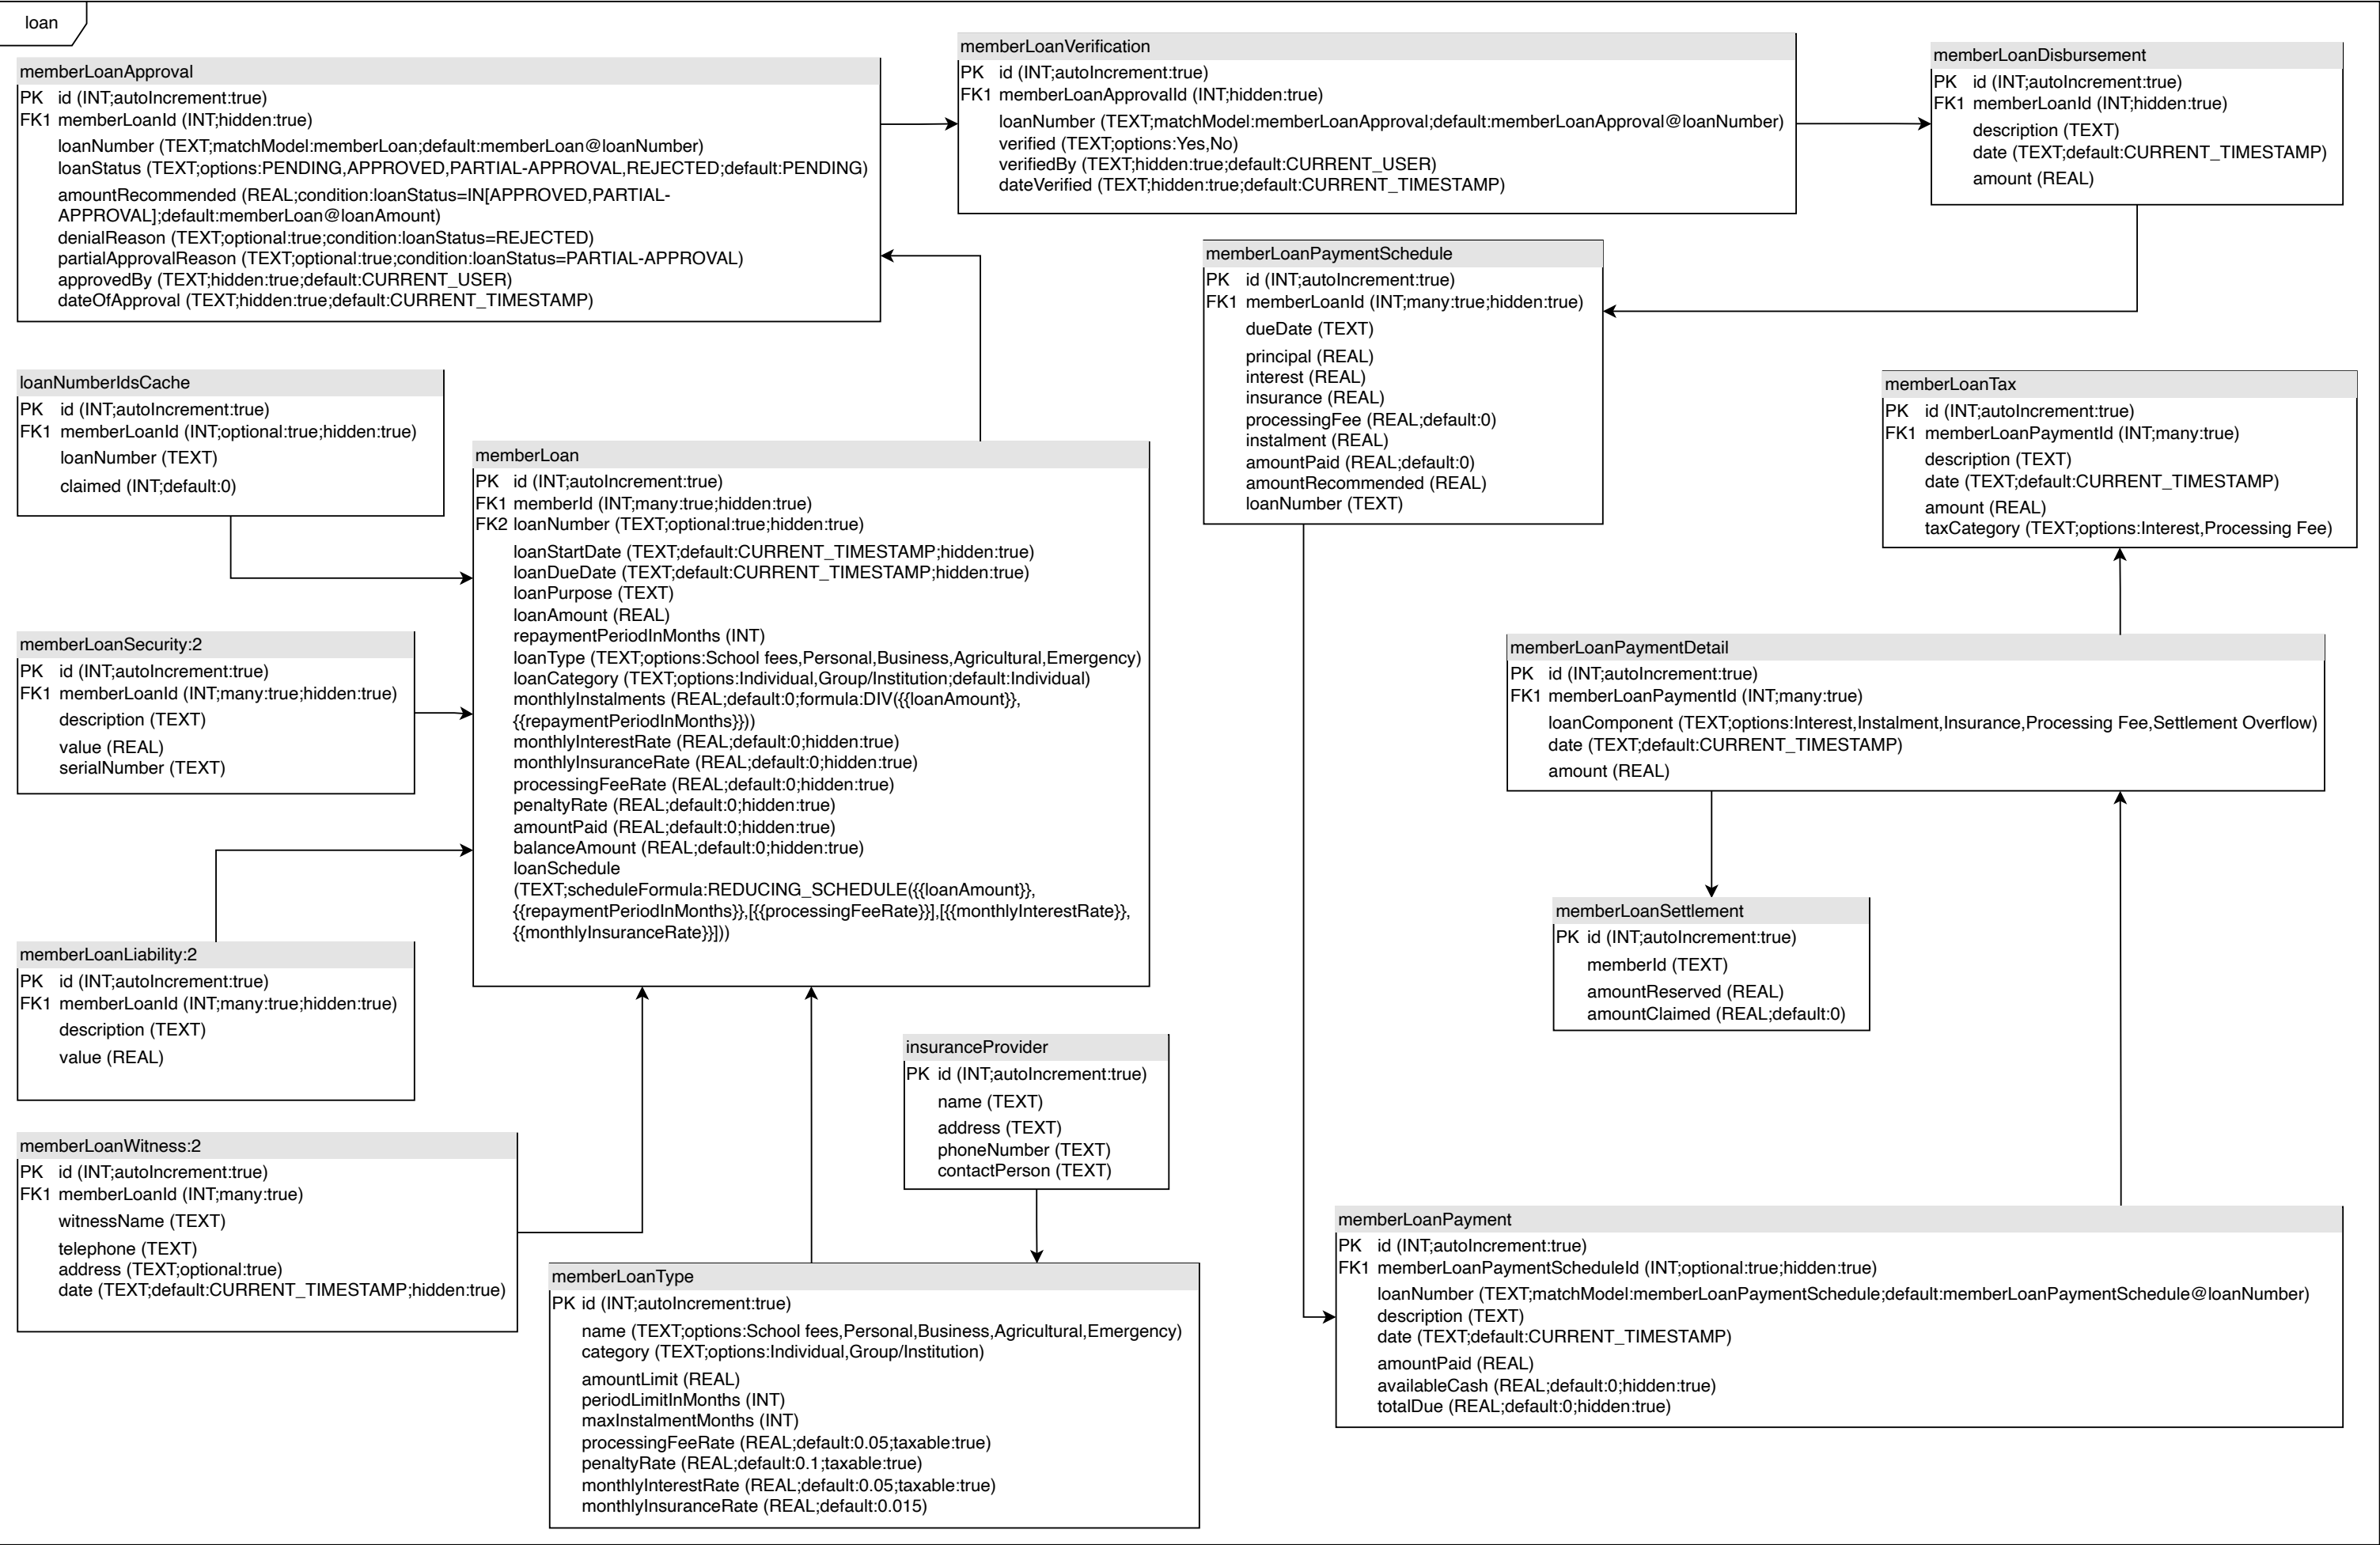 loan
memberLoanApproval
PK id (INT;autoIncrement:true)
FK1 memberLoanId (INT;hidden:true)
loanNumber (TEXT;matchModel:memberLoan;default:memberLoan@loanNumber)
loanStatus (TEXT;options:PENDING,APPROVED,PARTIAL-APPROVAL,REJECTED;default:PENDING)
amountRecommended (REAL;condition:loanStatus=IN[APPROVED,PARTIAL-
APPROVAL];default:memberLoan@loanAmount)
denialReason (TEXT;optional:true;condition:loanStatus=REJECTED)
partialApprovalReason (TEXT;optional:true;condition:loanStatus=PARTIAL-APPROVAL)
approvedBy (TEXT;hidden:true;default:CURRENT_USER)
dateOfApproval (TEXT;hidden:true;default:CURRENT_TIMESTAMP)
memberLoanVerification
PK id (INT;autoIncrement:true)
FK1 memberLoanApprovalId (INT;hidden:true)
loanNumber (TEXT;matchModel:memberLoanApproval;default:memberLoanApproval@loanNumber)
verified (TEXT;options:Yes,No)
verifiedBy (TEXT;hidden:true;default:CURRENT_USER)
dateVerified (TEXT;hidden:true;default:CURRENT_TIMESTAMP)
memberLoanDisbursement
PK id (INT;autoIncrement:true)
FK1 memberLoanId (INT;hidden:true)
description (TEXT)
date (TEXT;default:CURRENT_TIMESTAMP)
amount (REAL)
memberLoanPaymentSchedule
PK id (INT;autoIncrement:true)
FK1 memberLoanId (INT;many:true;hidden:true)
dueDate (TEXT)
principal (REAL)
interest (REAL)
insurance (REAL)
processingFee (REAL;default:0)
instalment (REAL)
amountPaid (REAL;default:0)
amountRecommended (REAL)
loanNumber (TEXT)
loanNumberIdsCache
PK id (INT;autoIncrement:true)
FK1 memberLoanId (INT;optional:true;hidden:true)
loanNumber (TEXT)
claimed (INT;default:0)
memberLoanTax
PK id (INT;autoIncrement:true)
FK1 memberLoanPaymentId (INT;many:true)
description (TEXT)
date (TEXT;default:CURRENT_TIMESTAMP)
amount (REAL)
taxCategory (TEXT;options:Interest,Processing Fee)
memberLoan
PK id (INT;autoIncrement:true)
FK1 memberId (INT;many:true;hidden:true)
FK2 loanNumber (TEXT;optional:true;hidden:true)
loanStartDate (TEXT;default:CURRENT_TIMESTAMP;hidden:true)
loanDueDate (TEXT;default:CURRENT_TIMESTAMP;hidden:true)
loanPurpose (TEXT)
loanAmount (REAL)
repaymentPeriodInMonths (INT)
loanType (TEXT;options:School fees,Personal,Business,Agricultural,Emergency)
loanCategory (TEXT;options:Individual,Group/Institution;default:Individual)
monthlyInstalments (REAL;default:0;formula:DIV({{loanAmount}},
{{repaymentPeriodInMonths}}))
monthlyInterestRate (REAL;default:0;hidden:true)
monthlyInsuranceRate (REAL;default:0;hidden:true)
processingFeeRate (REAL;default:0;hidden:true)
penaltyRate (REAL;default:0;hidden:true)
amountPaid (REAL;default:0;hidden:true)
balanceAmount (REAL;default:0;hidden:true)
loanSchedule
(TEXT;scheduleFormula:REDUCING_SCHEDULE({{loanAmount}},
{{repaymentPeriodInMonths}},[{{processingFeeRate}}],[{{monthlyInterestRate}},
{{monthlyInsuranceRate}}]))
memberLoanSecurity:2
PK id (INT;autoIncrement:true)
FK1 memberLoanId (INT;many:true;hidden:true)
description (TEXT)
value (REAL)
serialNumber (TEXT)
memberLoanPaymentDetail
PK id (INT;autoIncrement:true)
FK1 memberLoanPaymentId (INT;many:true)
loanComponent (TEXT;options:Interest,Instalment,Insurance,Processing Fee,Settlement Overflow)
date (TEXT;default:CURRENT_TIMESTAMP)
amount (REAL)
memberLoanSettlement
PK id (INT;autoIncrement:true)
memberId (TEXT)
amountReserved (REAL)
amountClaimed (REAL;default:0)
memberLoanLiability:2
PK id (INT;autoIncrement:true)
FK1 memberLoanId (INT;many:true;hidden:true)
description (TEXT)
value (REAL)
insuranceProvider
PK id (INT;autoIncrement:true)
name (TEXT)
address (TEXT)
phoneNumber (TEXT)
contactPerson (TEXT)
memberLoanWitness:2
PK id (INT;autoIncrement:true)
FK1 memberLoanId (INT;many:true)
witnessName (TEXT)
telephone (TEXT)
address (TEXT;optional:true)
date (TEXT;default:CURRENT_TIMESTAMP;hidden:true)
memberLoanType
PK id (INT;autoIncrement:true)
name (TEXT;options:School fees,Personal,Business,Agricultural,Emergency)
category (TEXT;options:Individual,Group/Institution)
amountLimit (REAL)
periodLimitInMonths (INT)
maxInstalmentMonths (INT)
processingFeeRate (REAL;default:0.05;taxable:true)
penaltyRate (REAL;default:0.1;taxable:true)
monthlyInterestRate (REAL;default:0.05;taxable:true)
monthlyInsuranceRate (REAL;default:0.015)
memberLoanPayment
PK id (INT;autoIncrement:true)
FK1 memberLoanPaymentScheduleId (INT;optional:true;hidden:true)
loanNumber (TEXT;matchModel:memberLoanPaymentSchedule;default:memberLoanPaymentSchedule@loanNumber)
description (TEXT)
date (TEXT;default:CURRENT_TIMESTAMP)
amountPaid (REAL)
availableCash (REAL;default:0;hidden:true)
totalDue (REAL;default:0;hidden:true)